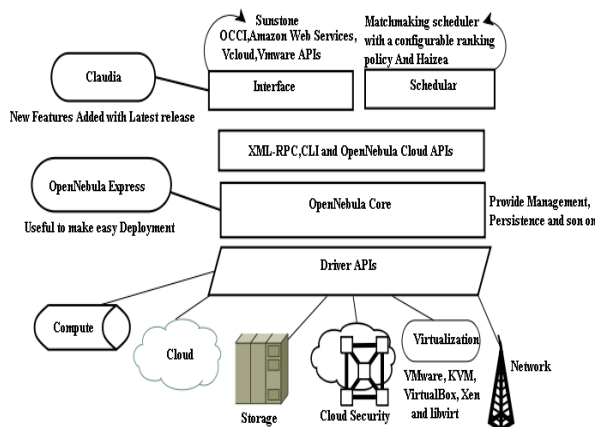 Sunstone
OCCI,Amazon Web Services,
Vcloud,Vmware APIs
Matchmaking scheduler
with a configurable ranking
policy And Haizea
Claudia
Interface
Schedular
New Features Added with Latest release
XML-RPC,CLI and OpenNebula Cloud APIs
OpenNebula Express
OpenNebula Core
Provide Management,
Persistence and son on
Useful to make easy Deployment
Driver APIs
Compute
Cloud
Storage
Cloud Security
Virtualization
VMware, KVM,
VirtualBox, Xen
and libvirt
Network